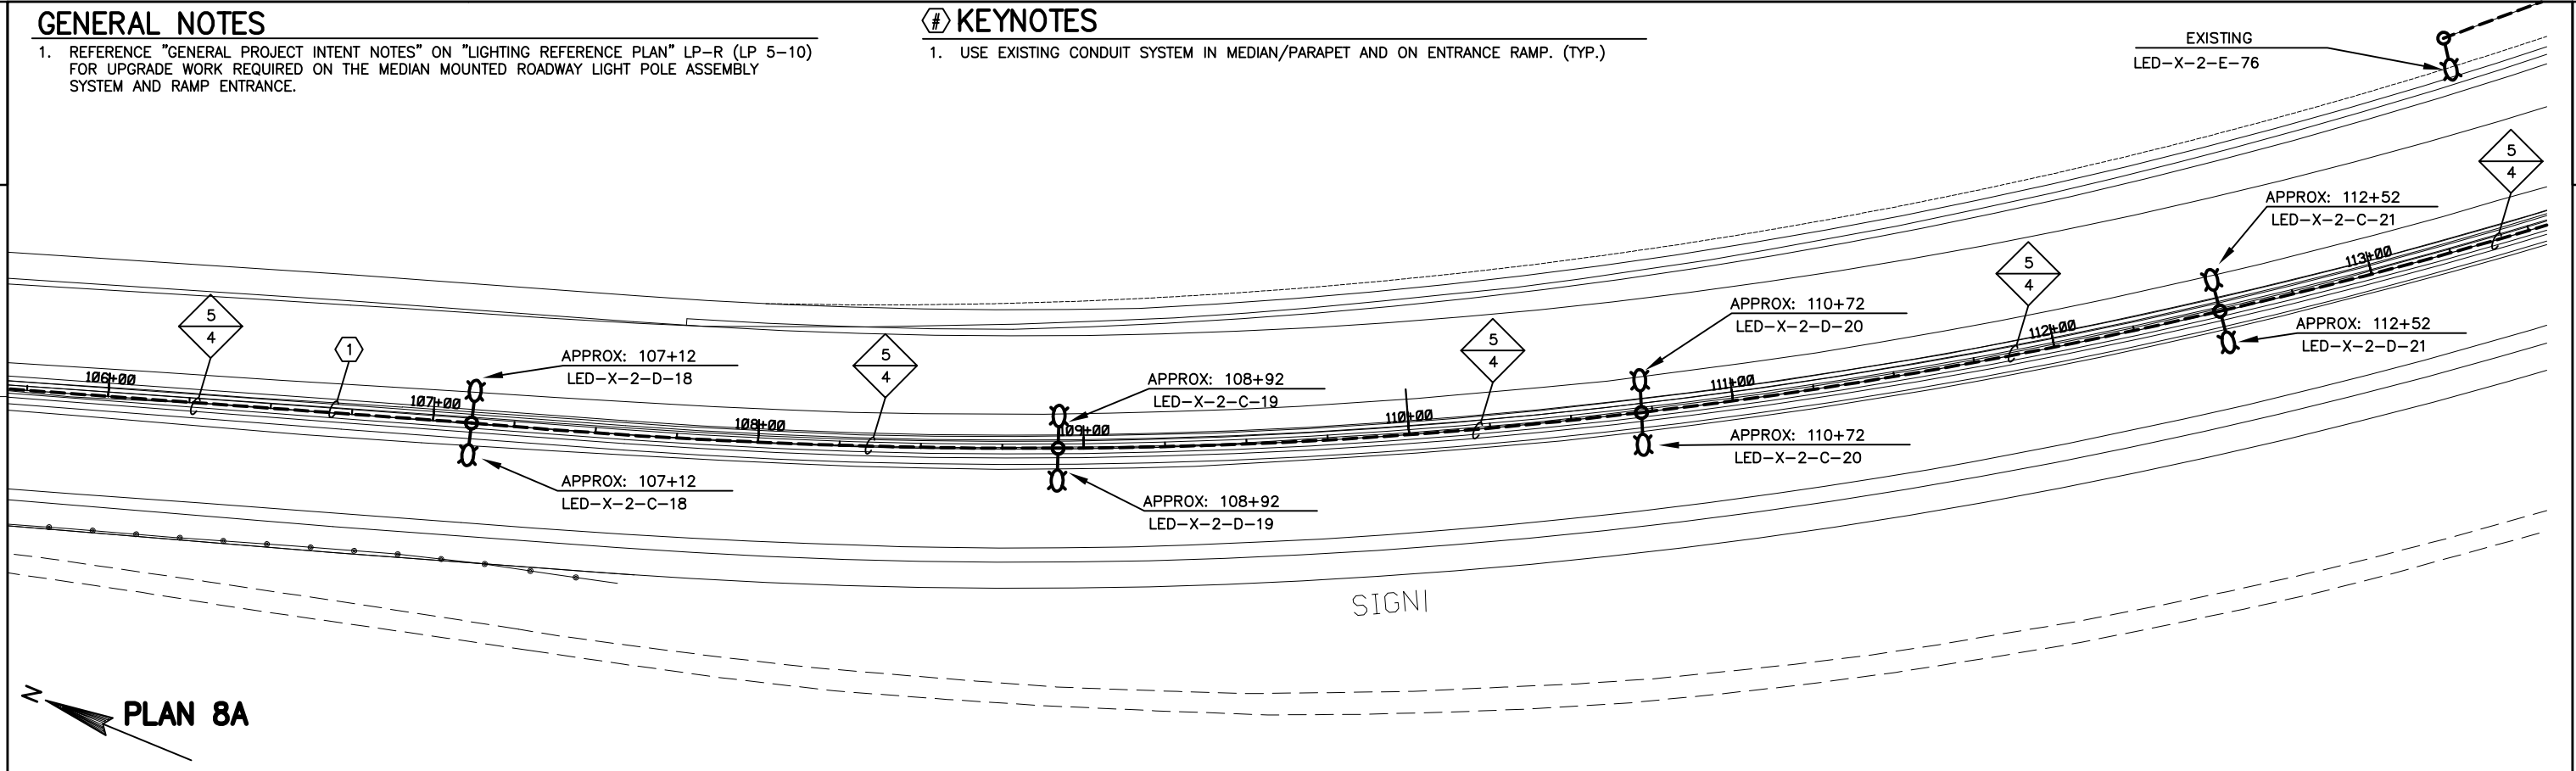 GENERAL NOTES
1. REFERENCE "GENERAL PROJECT INTENT NOTES" ON "LIGHTING REFERENCE PLAN" LP-R (LP 5-10)
FOR UPGRADE WORK REQUIRED ON THE MEDIAN MOUNTED ROADWAY LIGHT POLE ASSEMBLY
SYSTEM AND RAMP ENTRANCE.
# KEYNOTES
1. USE EXISTING CONDUIT SYSTEM IN MEDIAN/PARAPET AND ON ENTRANCE RAMP. (TYP.)
EXISTING
LED-X-2-E-76
5
4
APPROX: 112+52
LED-X-2-C-21
113+00
5
4
APPROX: 110+72
LED-X-2-D-20
APPROX: 112+52
LED-X-2-D-21
112+00
5
4
1
APPROX: 107+12
LED-X-2-D-18
5
4
5
4
106+00
107+00
108+00
APPROX: 108+92
LED-X-2-C-19
109+00
110+00
111+00
APPROX: 110+72
LED-X-2-C-20
APPROX: 107+12
LED-X-2-C-18
APPROX: 108+92
LED-X-2-D-19
SIGNI
N
PLAN 8A